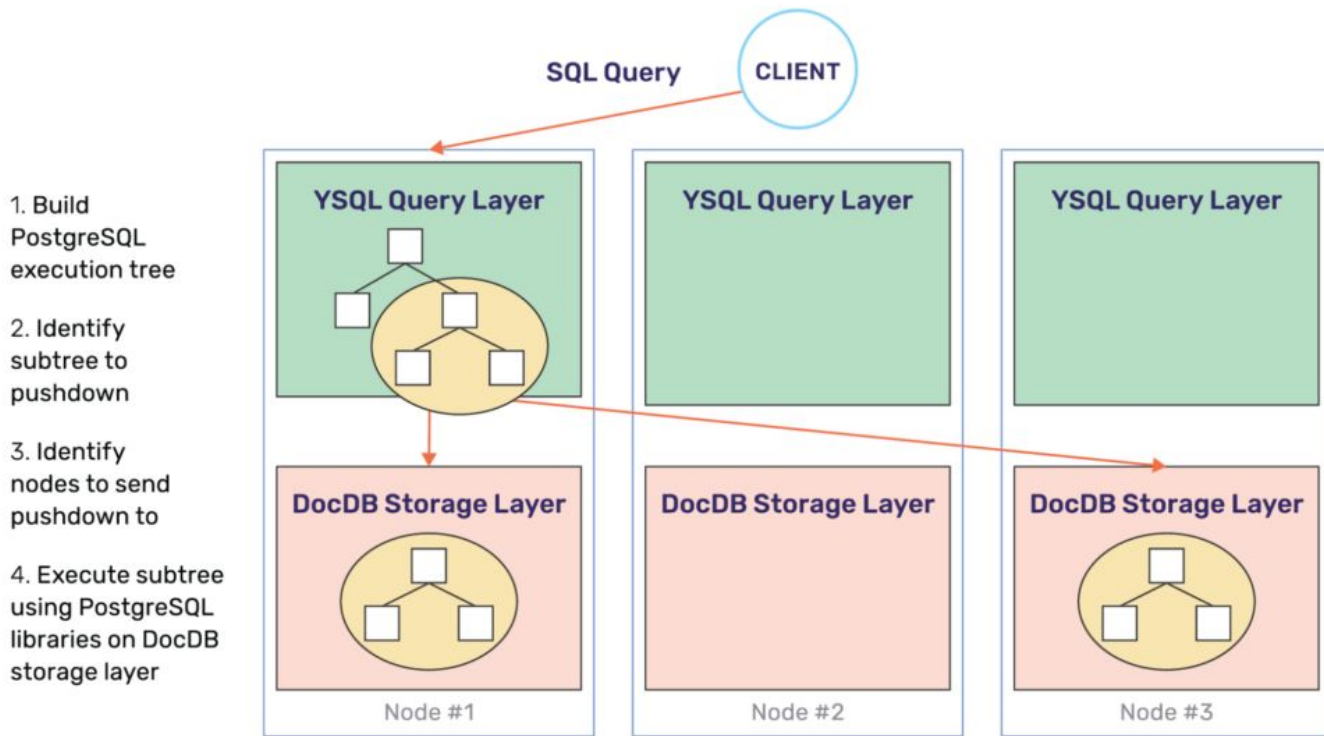 SQL Query
CLIENT
1. Build
PostgreSQL
execution tree
2. Identify
subtree to
pushdown
3. Identify
nodes to send
pushdown to
4. Execute subtree
using PostgreSQL
libraries on DocDB
storage layer
YSQL Query Layer
YSQL Query Layer
YSQL Query Layer
DocDB Storage Layer
DocDB Storage Layer
DocDB Storage Layer
Node #1
Node #2
Node #3